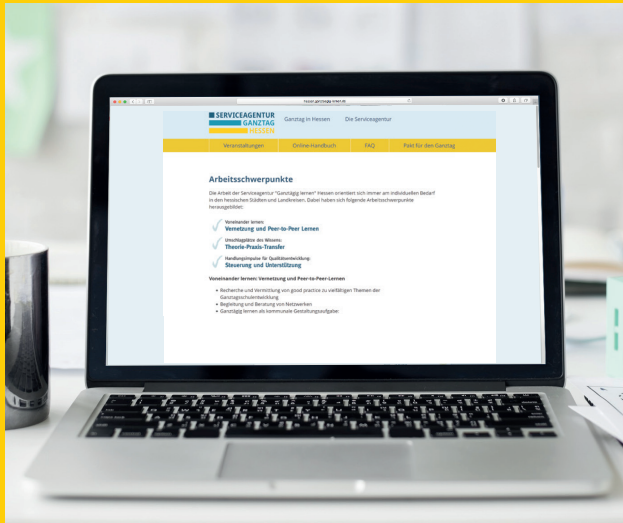 hessen.ganztaegig-lernen.de
SERVICEAGENTUR
GANZTAG
HESSEN
Ganztag in Hessen Die Serviceagentur
Veranstaltungen Online-Handbuch FAQ Pakt für den Ganztag
Arbeitsschwerpunkte
Die Arbeit der Serviceagentur "Ganztägig lernen" Hessen orientiert sich immer am individuellen Bedarf
in den hessischen Städten und Landkreisen. Dabei haben sich folgende Arbeitsschwerpunkte
herausgebildet:
Voneinander lernen:
Vernetzung und Peer-to-Peer Lernen
Umschlagplätze des Wissens:
Theorie-Praxis-Transfer
Handlungsimpulse für Qualitätsentwicklung:
Steuerung und Unterstützung
Voneinander lernen: Vernetzung und Peer-to-Peer-Lernen
Recherche und Vermittlung von good practice zu vielfältigen Themen der
Ganztagsschulentwicklung
Begleitung und Beratung von Netzwerken
Ganztägig lernen als kommunale Gestaltungsaufgabe